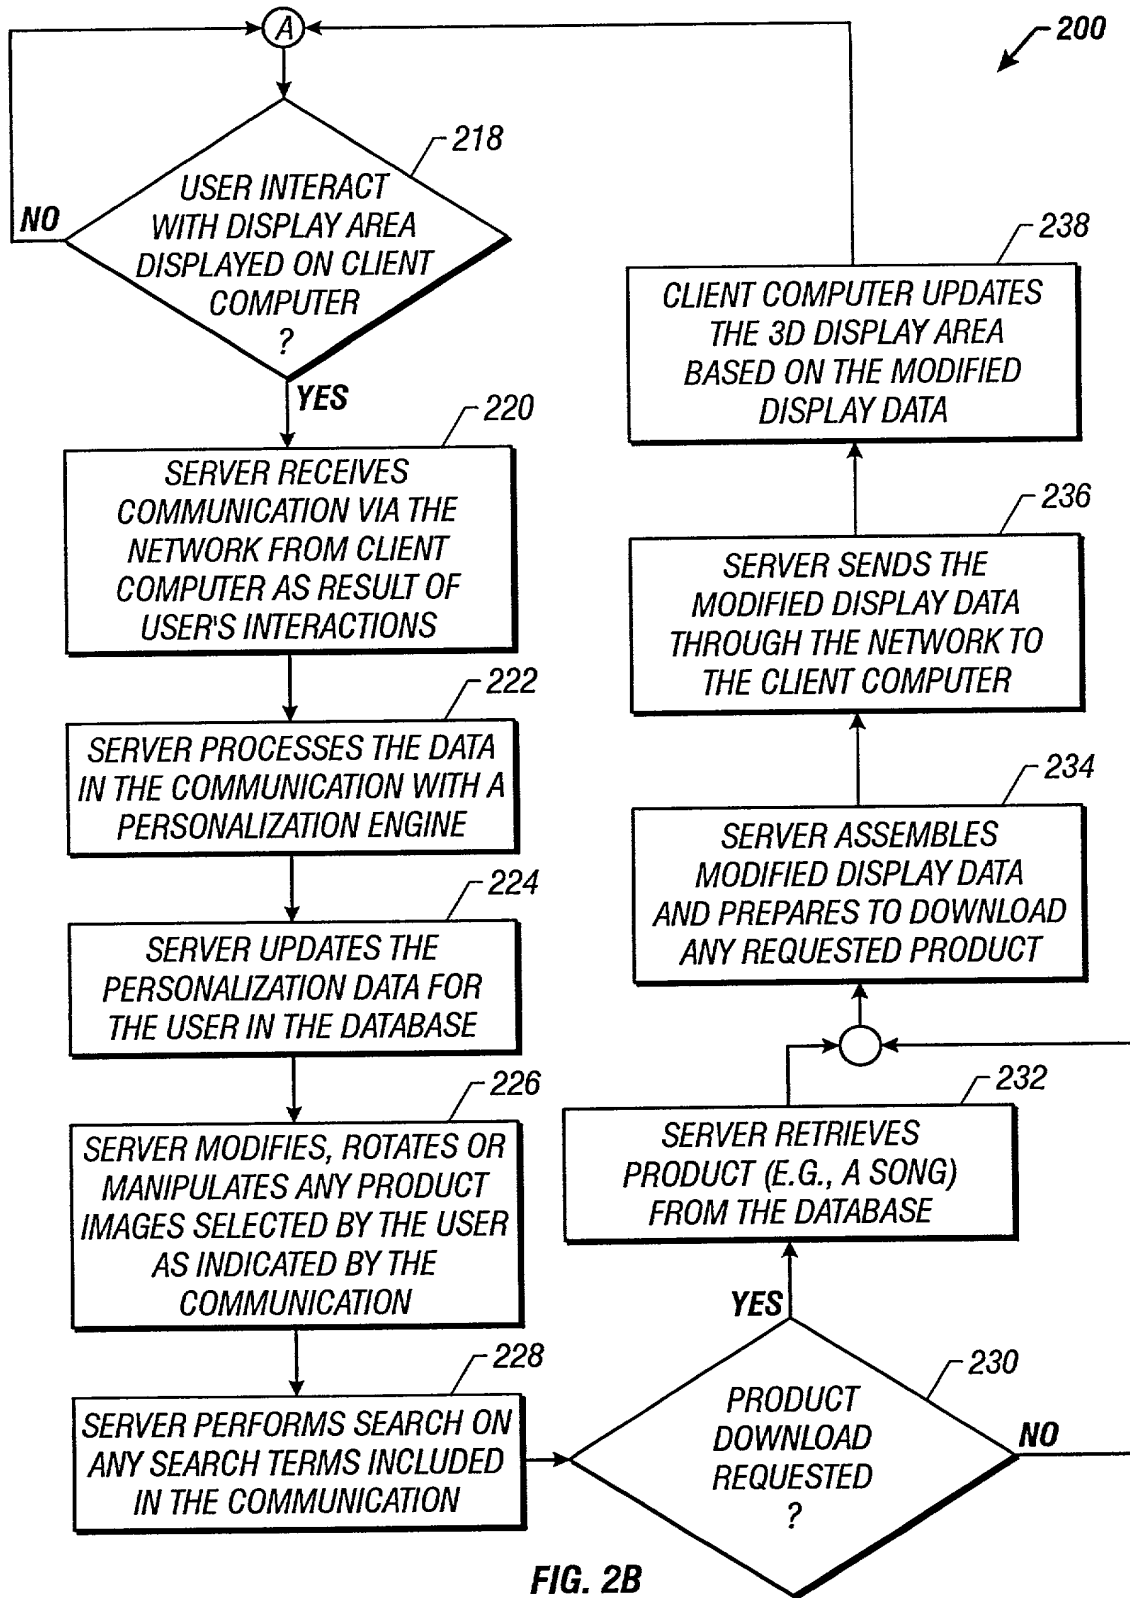 A
200
218
USER INTERACT
WITH DISPLAY AREA
DISPLAYED ON CLIENT
COMPUTER
?
NO
YES
220
SERVER RECEIVES
COMMUNICATION VIA THE
NETWORK FROM CLIENT
COMPUTER AS RESULT OF
USER'S INTERACTIONS
222
SERVER PROCESSES THE DATA
IN THE COMMUNICATION WITH A
PERSONALIZATION ENGINE
224
SERVER UPDATES THE
PERSONALIZATION DATA FOR
THE USER IN THE DATABASE
226
SERVER MODIFIES, ROTATES OR
MANIPULATES ANY PRODUCT
IMAGES SELECTED BY THE USER
AS INDICATED BY THE
COMMUNICATION
228
SERVER PERFORMS SEARCH ON
ANY SEARCH TERMS INCLUDED
IN THE COMMUNICATION
230
PRODUCT
DOWNLOAD
REQUESTED
?
YES
NO
232
SERVER RETRIEVES
PRODUCT (E.G., A SONG)
FROM THE DATABASE
234
SERVER ASSEMBLES
MODIFIED DISPLAY DATA
AND PREPARES TO DOWNLOAD
ANY REQUESTED PRODUCT
236
SERVER SENDS THE
MODIFIED DISPLAY DATA
THROUGH THE NETWORK TO
THE CLIENT COMPUTER
238
CLIENT COMPUTER UPDATES
THE 3D DISPLAY AREA
BASED ON THE MODIFIED
DISPLAY DATA
FIG. 2B